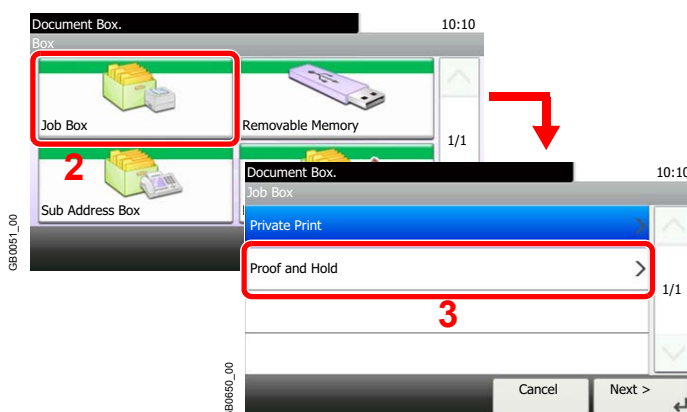 Document Box. 10:10
Box
Job Box
Removable Memory
1/1
2
Sub Address Box
GB0051_00
Document Box. 10:10
Job Box
Private Print
Proof and Hold
1/1
3
Cancel
Next >